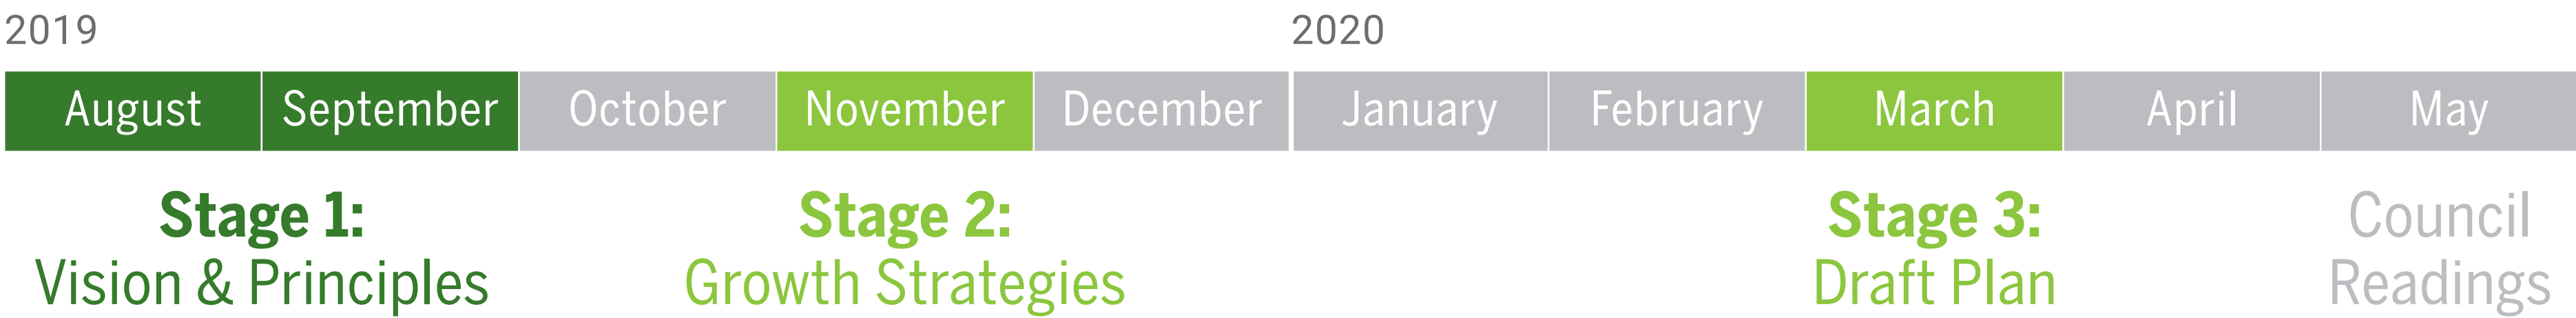 2019 2020
August September October November December January February March April May
Stage 1: Stage 2: Stage 3: Council
Vision & Principles Growth Strategies Draft Plan Readings